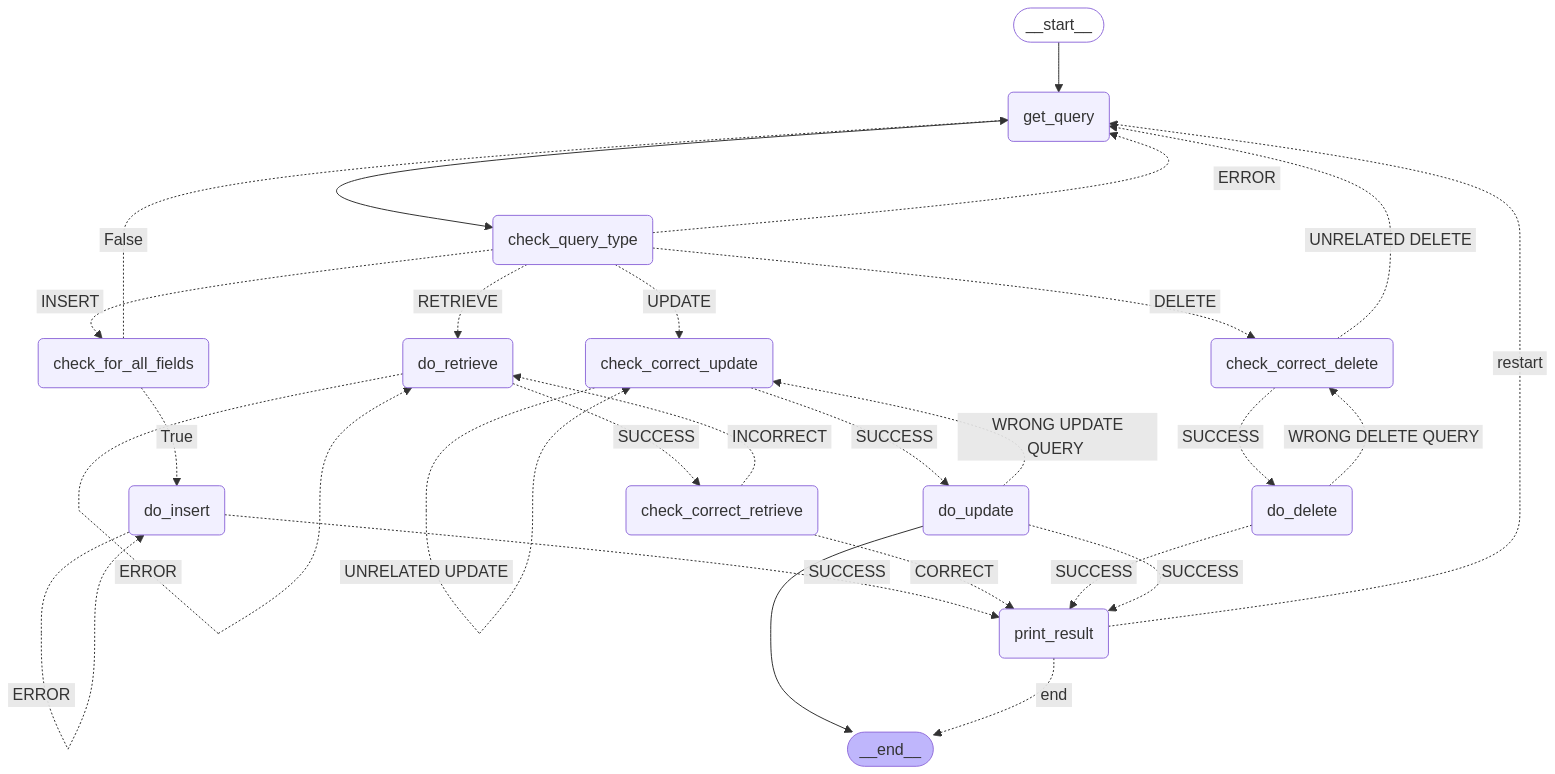 __start__
get_query
ERROR
False
check_query_type
UNRELATED DELETE
INSERT
RETRIEVE
UPDATE
DELETE
check_for_all_fields
do_retrieve
check_correct_update
check_correct_delete
restart
True
SUCCESS
INCORRECT
SUCCESS
WRONG UPDATE
QUERY
SUCCESS
WRONG DELETE QUERY
do_insert
check_correct_retrieve
do_update
do_delete
ERROR
UNRELATED UPDATE
SUCCESS
CORRECT
SUCCESS
SUCCESS
print_result
ERROR
end
__end__